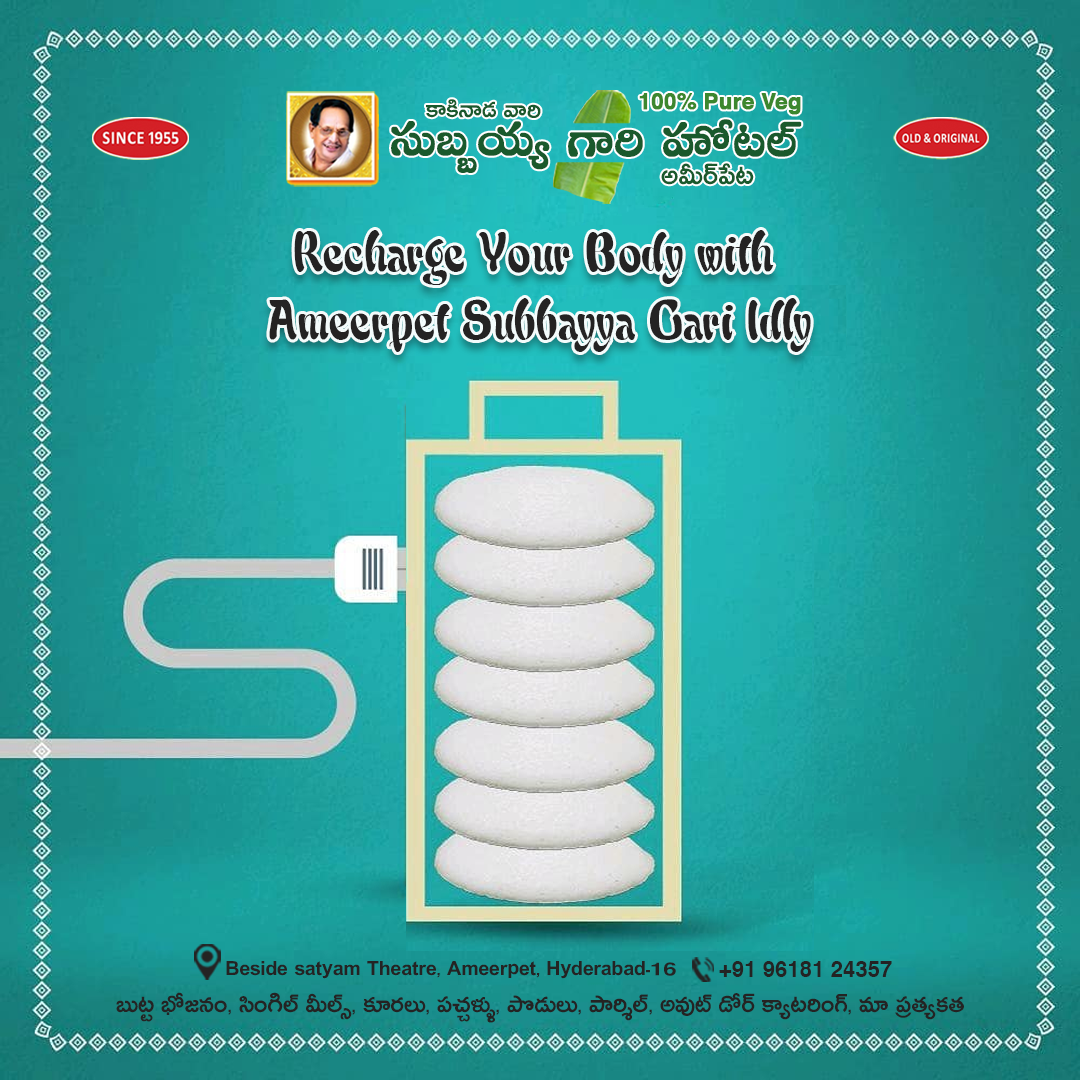 SINCE 1955
కాకినాడ వారి
100% Pure Veg
సుబ్బయ్య గారి హోటల్
అమీర్‌పేట
OLD & ORIGINAL
Recharge Your Body with
Ameerpet Subbayya Gari Idly
Beside satyam Theatre, Ameerpet, Hyderabad-16 +91 96181 24357
బుట్ట భోజనం, సింగిల్ మీల్స్, కూరలు, పచ్చళ్ళు, పొడులు, పార్శిల్, అవుట్ డోర్ క్యాటరింగ్, మా ప్రత్యకత